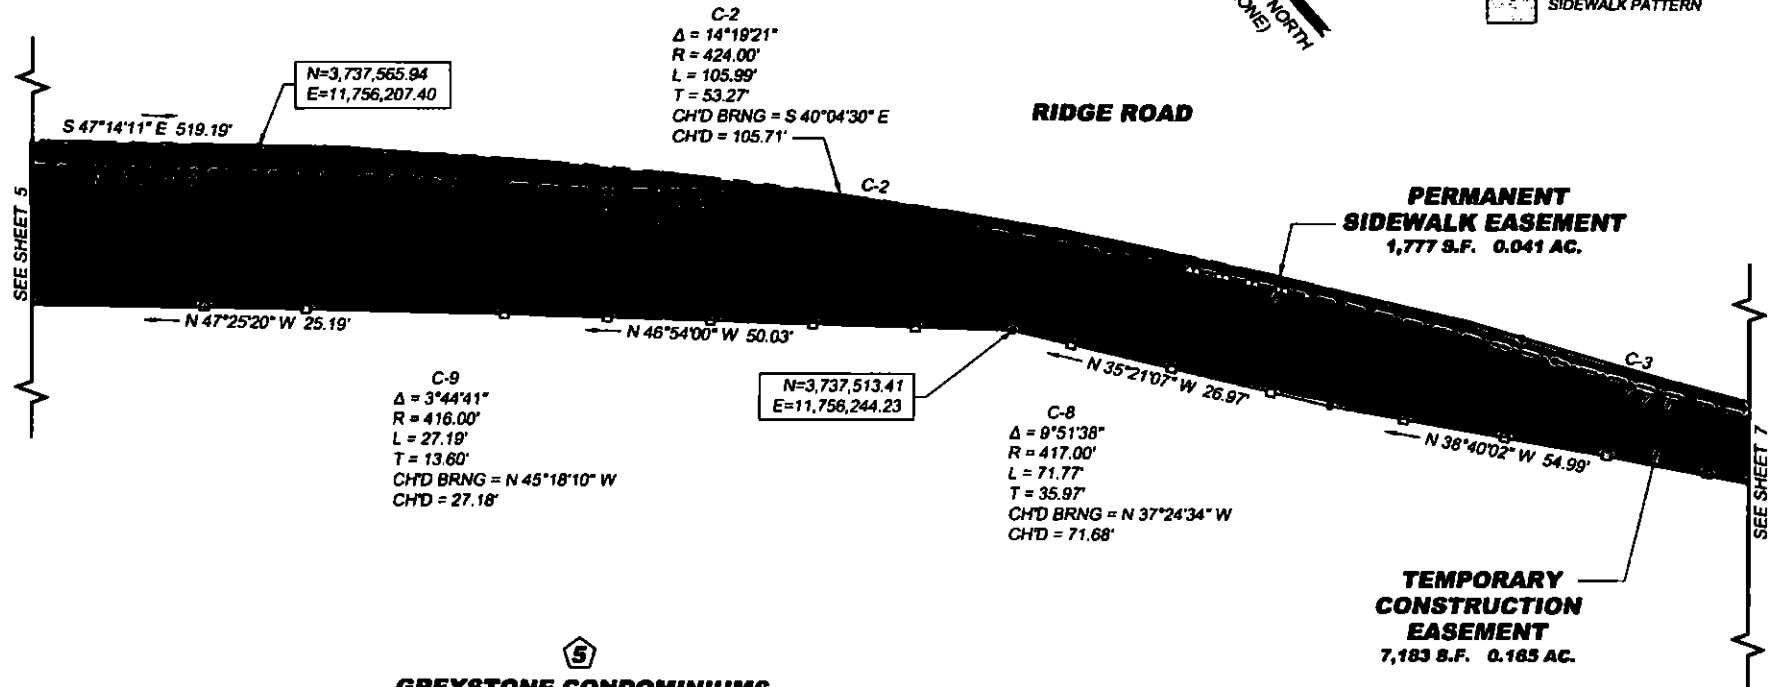 C-2
Δ = 14°19'21"
R = 424.00'
L = 105.99'
T = 53.27'
CH'D BRNG = S 40°04'30" E
CH'D = 105.71'
NORTH
ZONE)
SIDEWALK PATTERN
N=3,737,565.94
E=11,756,207.40
S 47°14'11" E 519.19'
RIDGE ROAD
C-2
PERMANENT
SIDEWALK EASEMENT
1,777 S.F. 0.041 AC.
SEE SHEET 5
N 47°25'20" W 25.19'
N 46°54'00" W 50.03'
N 35°21'07" W 26.97'
C-3
N 38°40'02" W 54.99'
SEE SHEET 7
C-9
Δ = 3°44'41"
R = 416.00'
L = 27.19'
T = 13.60'
CH'D BRNG = N 45°18'10" W
CH'D = 27.18'
N=3,737,513.41
E=11,756,244.23
C-8
Δ = 9°51'38"
R = 417.00'
L = 71.77'
T = 35.97'
CH'D BRNG = N 37°24'34" W
CH'D = 71.68'
TEMPORARY
CONSTRUCTION
EASEMENT
7,183 S.F. 0.165 AC.
5
GREYSTONE CONDOMINIUMS